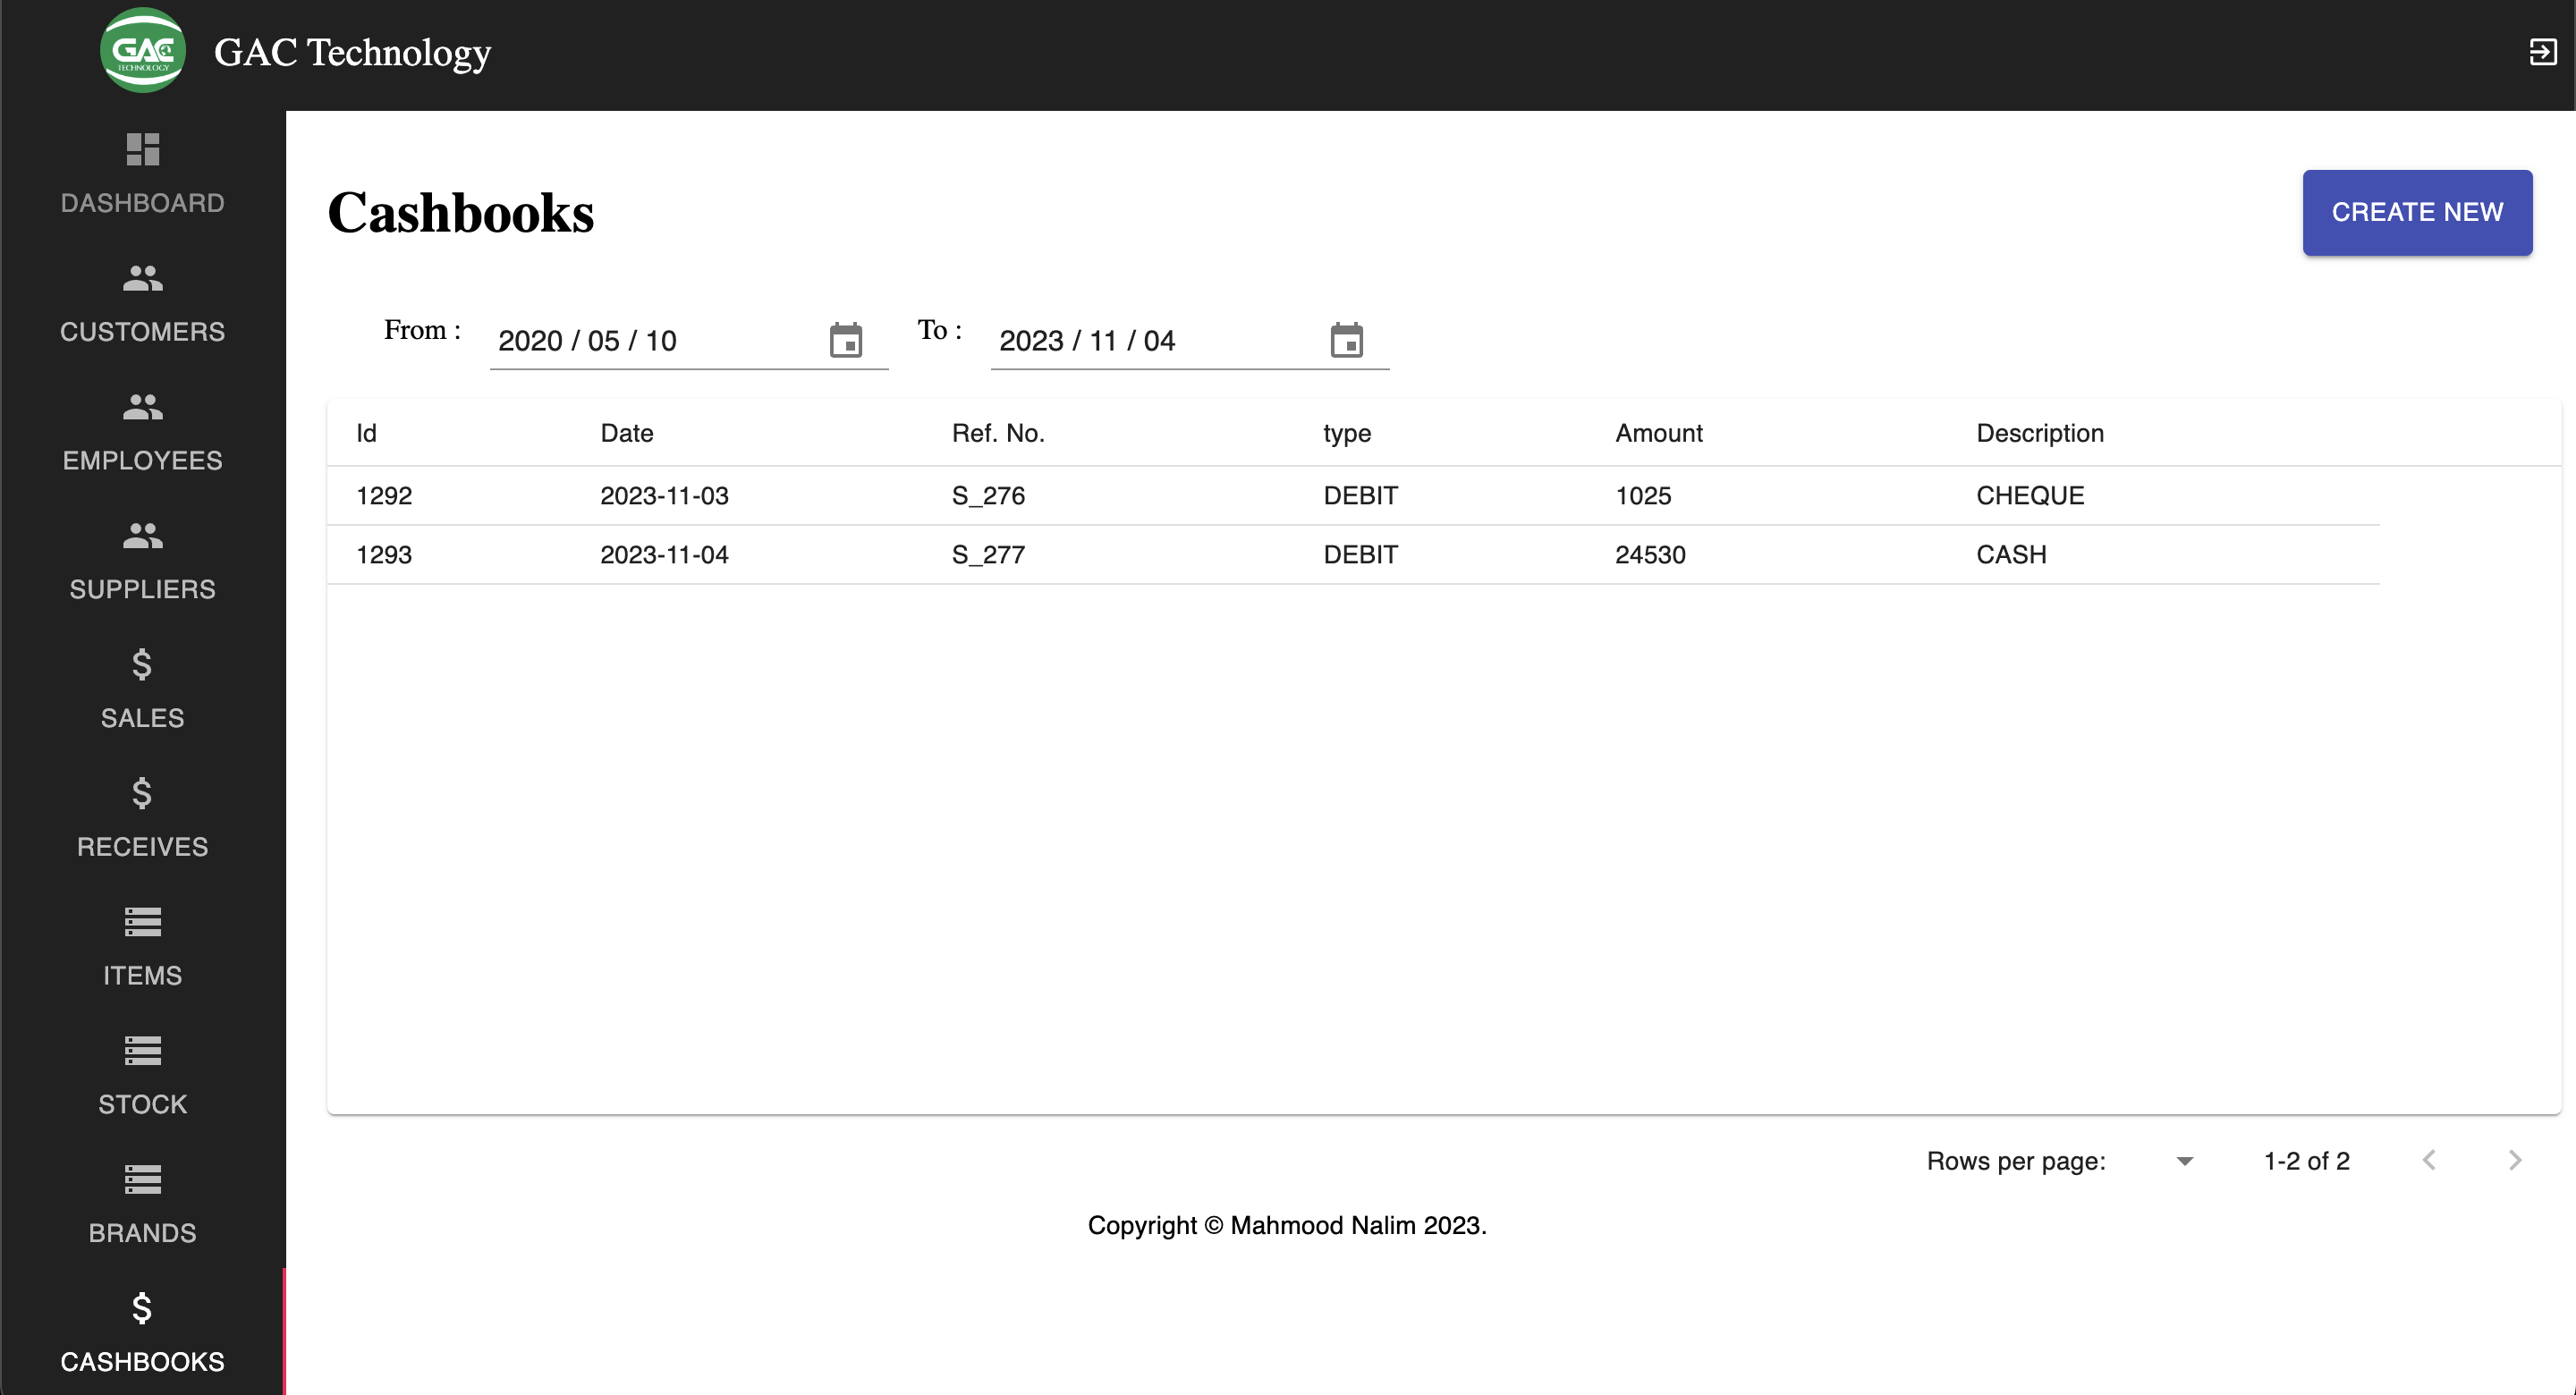 GAC
TECHNOLOGY
GAC Technology
DASHBOARD
CUSTOMERS
EMPLOYEES
SUPPLIERS
SALES
RECEIVES
ITEMS
STOCK
BRANDS
CASHBOOKS
Cashbooks
CREATE NEW
From : 2020 / 05 / 10 To : 2023 / 11 / 04
Id Date Ref. No. type Amount Description
1292 2023-11-03 S_276 DEBIT 1025 CHEQUE
1293 2023-11-04 S_277 DEBIT 24530 CASH
Rows per page: 1-2 of 2
Copyright © Mahmood Nalim 2023.